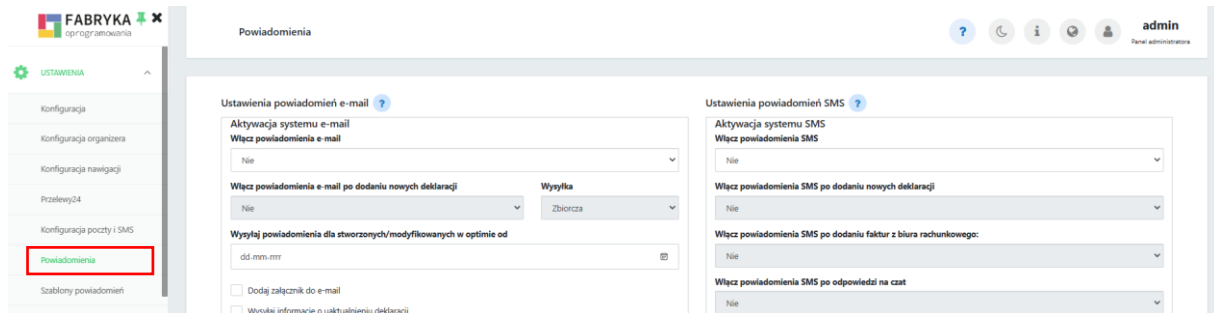 FABRYKA
oprogramowania
Powiadomienia
?
i
admin
Panel administratora
USTAWIENIA
Konfiguracja
Konfiguracja organizera
Konfiguracja nawigacji
Przelewy24
Konfiguracja poczty i SMS
Powiadomienia
Szablony powiadomień
Ustawienia powiadomień e-mail ?
Aktywacja systemu e-mail
Włącz powiadomienia e-mail
Nie
Włącz powiadomienia e-mail po dodaniu nowych deklaracji
Wysyłka
Nie
Zbiorcza
Wysyłaj powiadomienia dla stworzonych/modyfikowanych w optimie od
dd-mm-rrrr
Dodaj załącznik do e-mail
Wysyłaj informacje o uaktualnieniu deklaracji
Ustawienia powiadomień SMS ?
Aktywacja systemu SMS
Włącz powiadomienia SMS
Nie
Włącz powiadomienia SMS po dodaniu nowych deklaracji
Nie
Włącz powiadomienia SMS po dodaniu faktur z biura rachunkowego:
Nie
Włącz powiadomienia SMS po odpowiedzi na czat
Nie